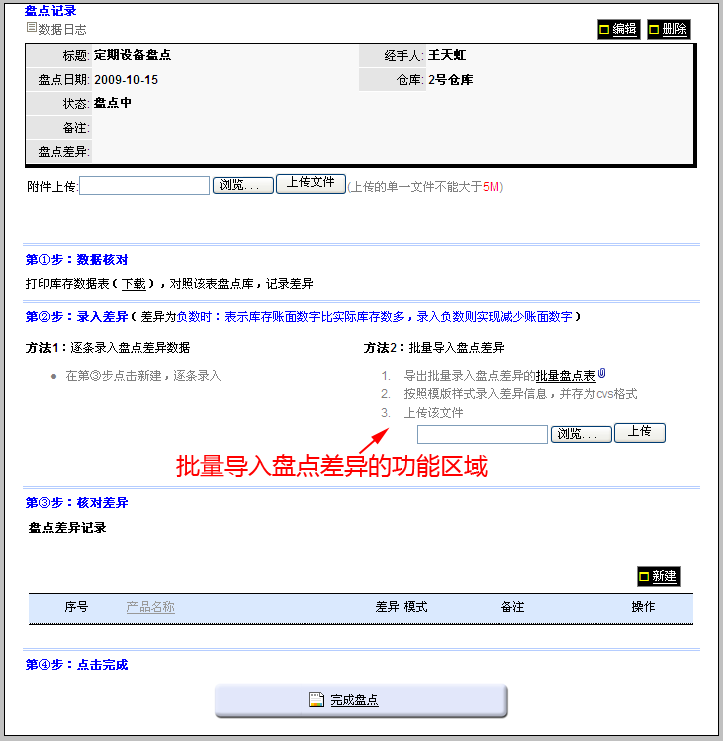 盘点记录
数据日志
编辑 删除
标题: 定期设备盘点 经手人: 王天虹
盘点日期: 2009-10-15 仓库: 2号仓库
状态: 盘点中
备注:
盘点差异:
附件上传: 浏览... 上传文件 (上传的单一文件不能大于5M)
第①步：数据核对
打印库存数据表（下载），对照该表盘点库，记录差异
第②步：录入差异（差异为负数时：表示库存账面数字比实际库存数多，录入负数则实现减少账面数字）
方法1：逐条录入盘点差异数据 方法2：批量导入盘点差异
• 在第③步点击新建，逐条录入
1. 导出批量录入盘点差异的批量盘点表
2. 按照模版样式录入差异信息，并存为cvs格式
3. 上传该文件
浏览... 上传
批量导入盘点差异的功能区域
第③步：核对差异
盘点差异记录
新建
序号 产品名称 差异 模式 备注 操作
第④步：点击完成
完成盘点